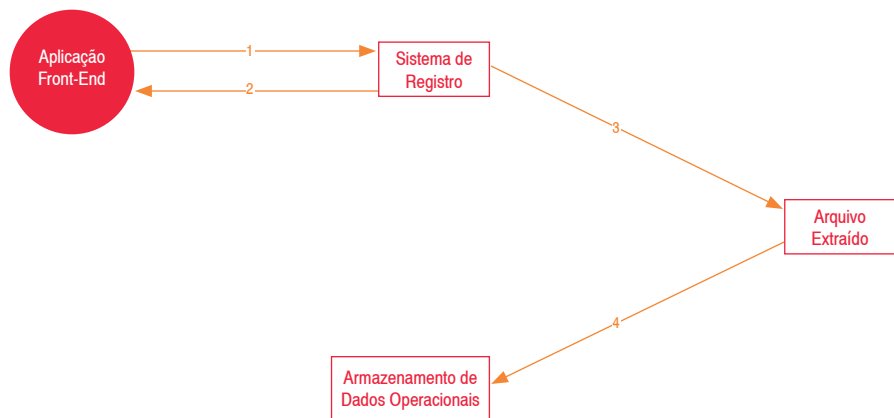 Aplicação
Front-End
1
Sistema de
Registro
2
3
Arquivo
Extraído
4
Armazenamento de
Dados Operacionais